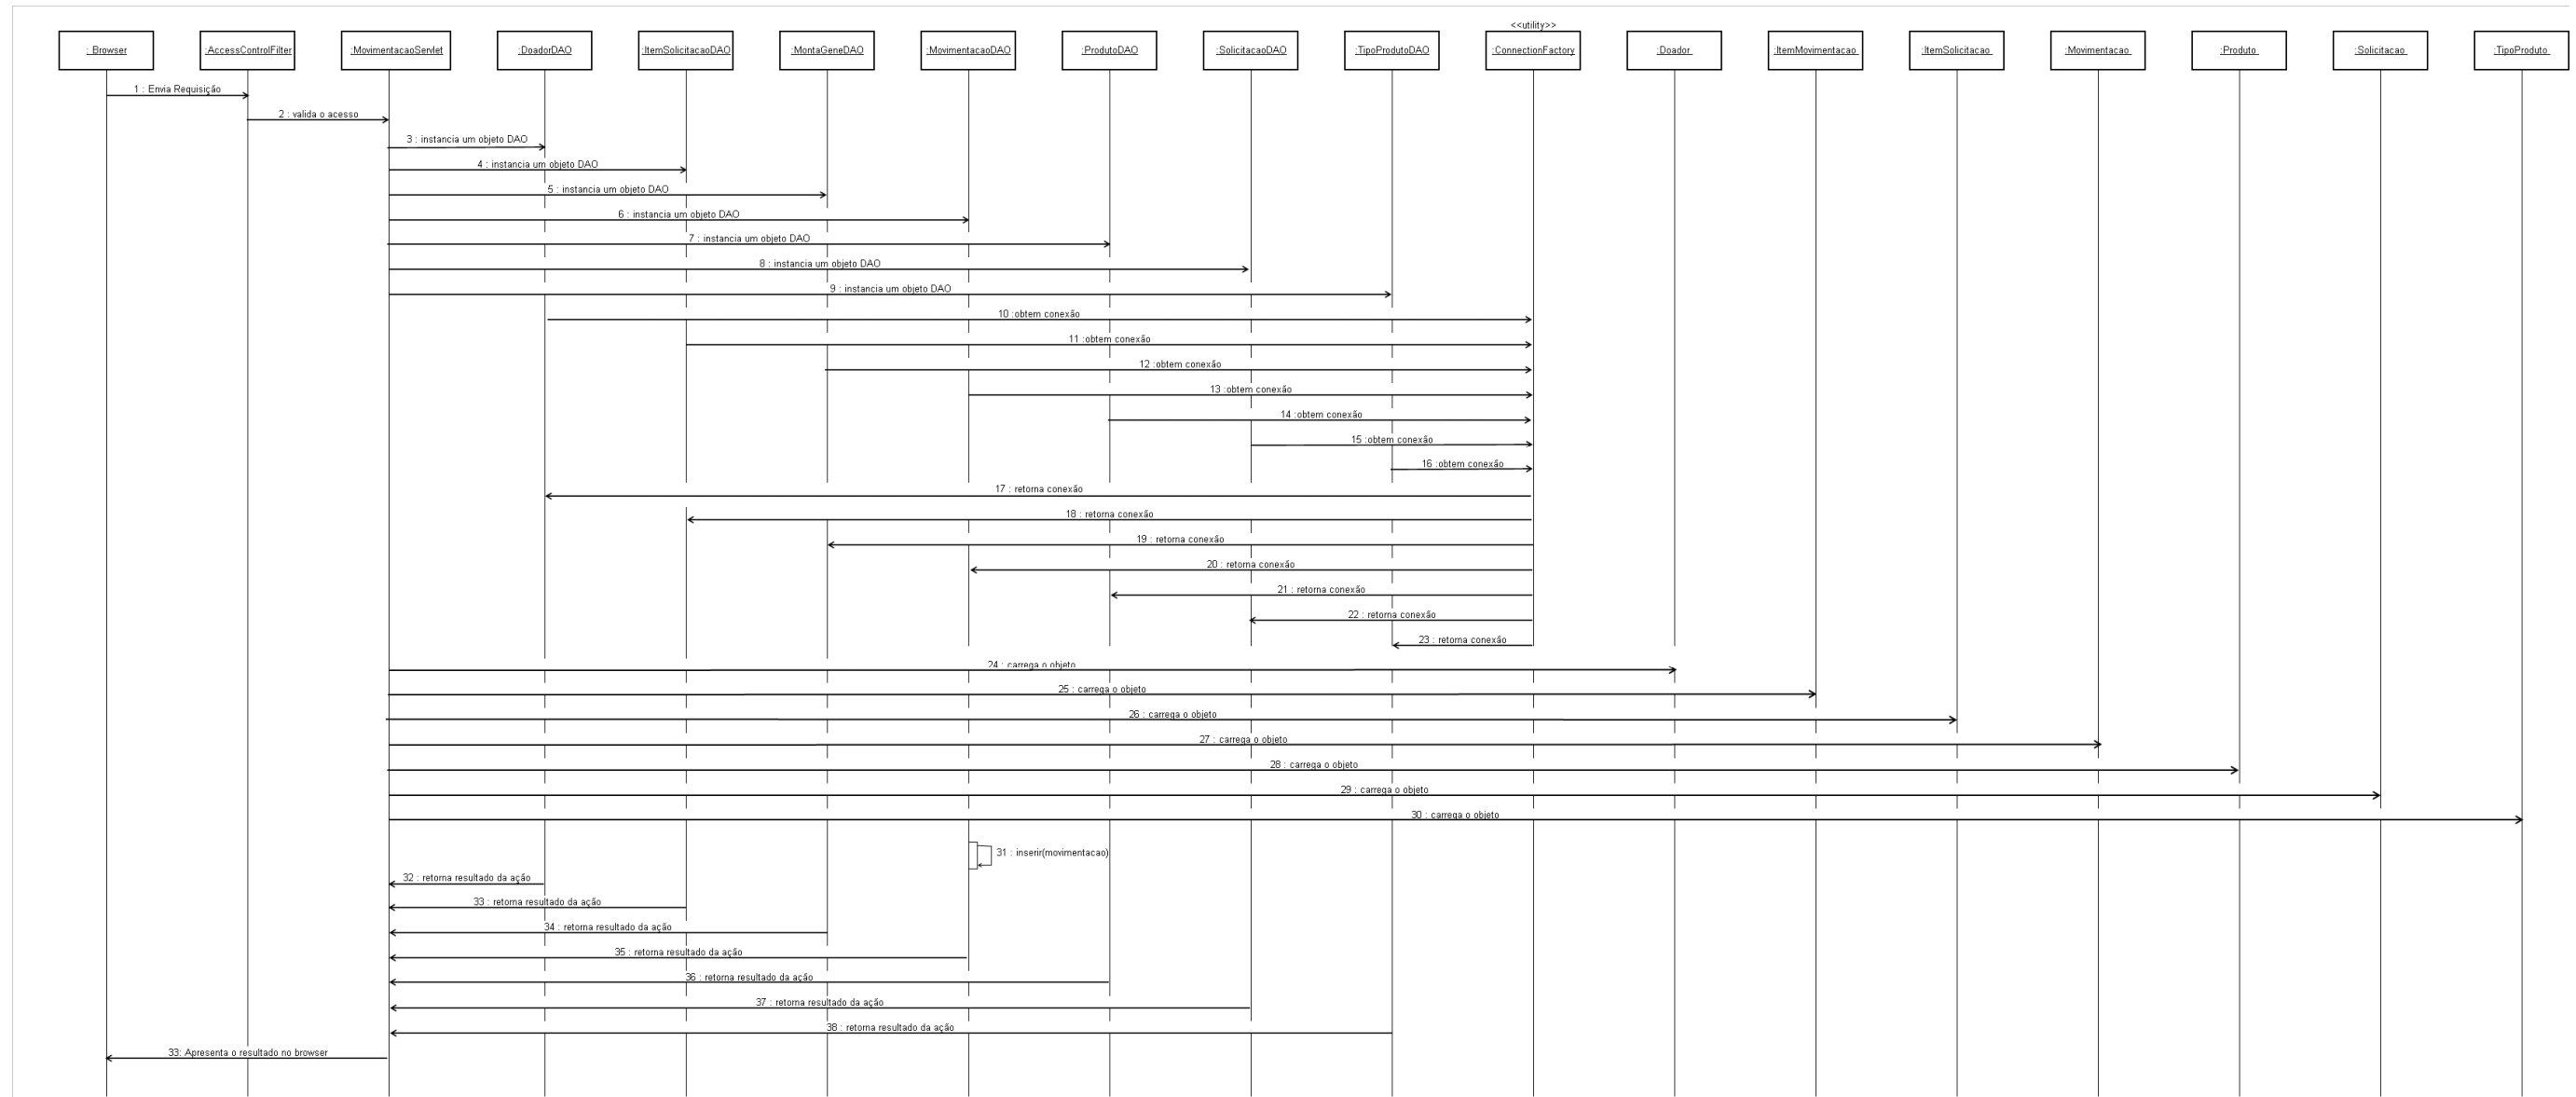 <<utility>>
: Browser
:AccessControlFilter
:MovimentacaoServlet
:DoadorDAO
:ItemSolicitacaoDAO
:MontaGeneDAO
:MovimentacaoDAO
:ProdutoDAO
:SolicitacaoDAO
:TipoProdutoDAO
:ConnectionFactory
:Doador
:ItemMovimentacao
:ItemSolicitacao
:Movimentacao
:Produto
:Solicitacao
:TipoProduto
1 : Envia Requisição
2 : valida o acesso
3 : instancia um objeto DAO
4 : instancia um objeto DAO
5 : instancia um objeto DAO
6 : instancia um objeto DAO
7 : instancia um objeto DAO
8 : instancia um objeto DAO
9 : instancia um objeto DAO
10 :obtem conexão
11 :obtem conexão
12 :obtem conexão
13 :obtem conexão
14 :obtem conexão
15 :obtem conexão
16 :obtem conexão
17 : retorna conexão
18 : retorna conexão
19 : retorna conexão
20 : retorna conexão
21 : retorna conexão
22 : retorna conexão
23 : retorna conexão
24 : carrega o objeto
25 : carrega o objeto
26 : carrega o objeto
27 : carrega o objeto
28 : carrega o objeto
29 : carrega o objeto
30 : carrega o objeto
31 : inserir(movimentacao)
32 : retorna resultado da ação
33 : retorna resultado da ação
34 : retorna resultado da ação
35 : retorna resultado da ação
36 : retorna resultado da ação
37 : retorna resultado da ação
38 : retorna resultado da ação
33: Apresenta o resultado no browser